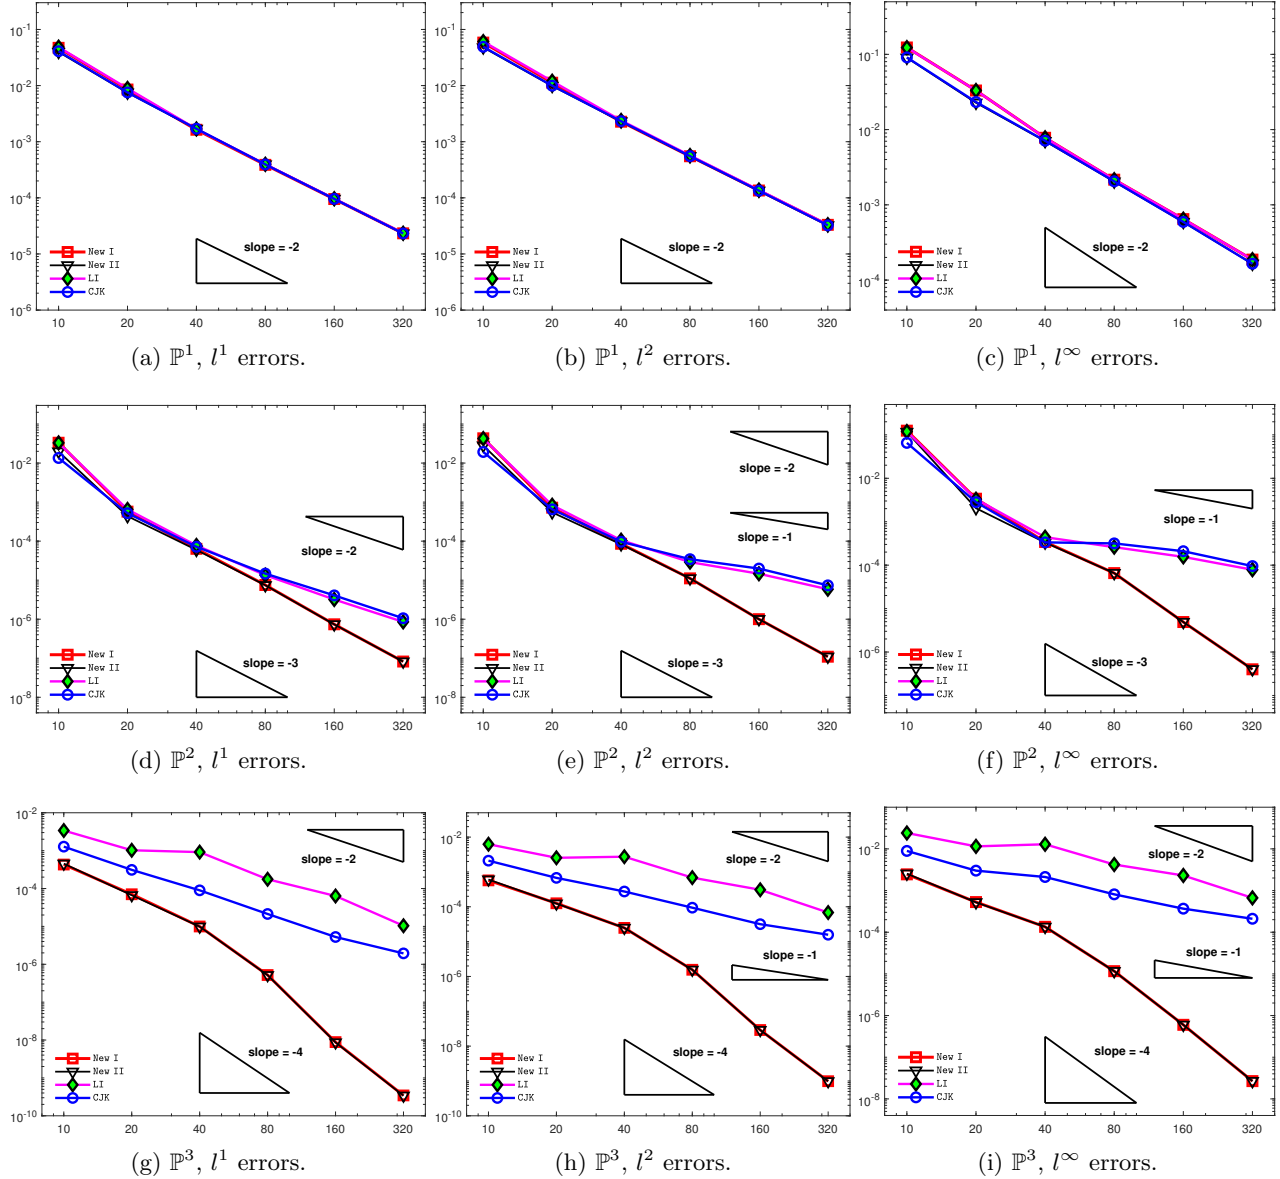 10^-1
10^-2
10^-3
10^-4
10^-5
10^-6
slope = -2
New I
New II
LI
CJK
10 20 40 80 160 320
(a) ℙ^1, l^1 errors.
10^-1
10^-2
10^-3
10^-4
10^-5
10^-6
slope = -2
New I
New II
LI
CJK
10 20 40 80 160 320
(b) ℙ^1, l^2 errors.
10^-1
10^-2
10^-3
10^-4
slope = -2
New I
New II
LI
CJK
10 20 40 80 160 320
(c) ℙ^1, l^∞ errors.
10^-2
10^-4
10^-6
10^-8
slope = -2
slope = -3
New I
New II
LI
CJK
10 20 40 80 160 320
(d) ℙ^2, l^1 errors.
10^-2
10^-4
10^-6
10^-8
slope = -2
slope = -1
slope = -3
New I
New II
LI
CJK
10 20 40 80 160 320
(e) ℙ^2, l^2 errors.
10^-2
10^-4
10^-6
slope = -1
slope = -3
New I
New II
LI
CJK
10 20 40 80 160 320
(f) ℙ^2, l^∞ errors.
10^-2
10^-4
10^-6
10^-8
10^-10
slope = -2
slope = -4
New I
New II
LI
CJK
10 20 40 80 160 320
(g) ℙ^3, l^1 errors.
10^-2
10^-4
10^-6
10^-8
10^-10
slope = -2
slope = -1
slope = -4
New I
New II
LI
CJK
10 20 40 80 160 320
(h) ℙ^3, l^2 errors.
10^-2
10^-4
10^-6
10^-8
slope = -2
slope = -1
slope = -4
New I
New II
LI
CJK
10 20 40 80 160 320
(i) ℙ^3, l^∞ errors.